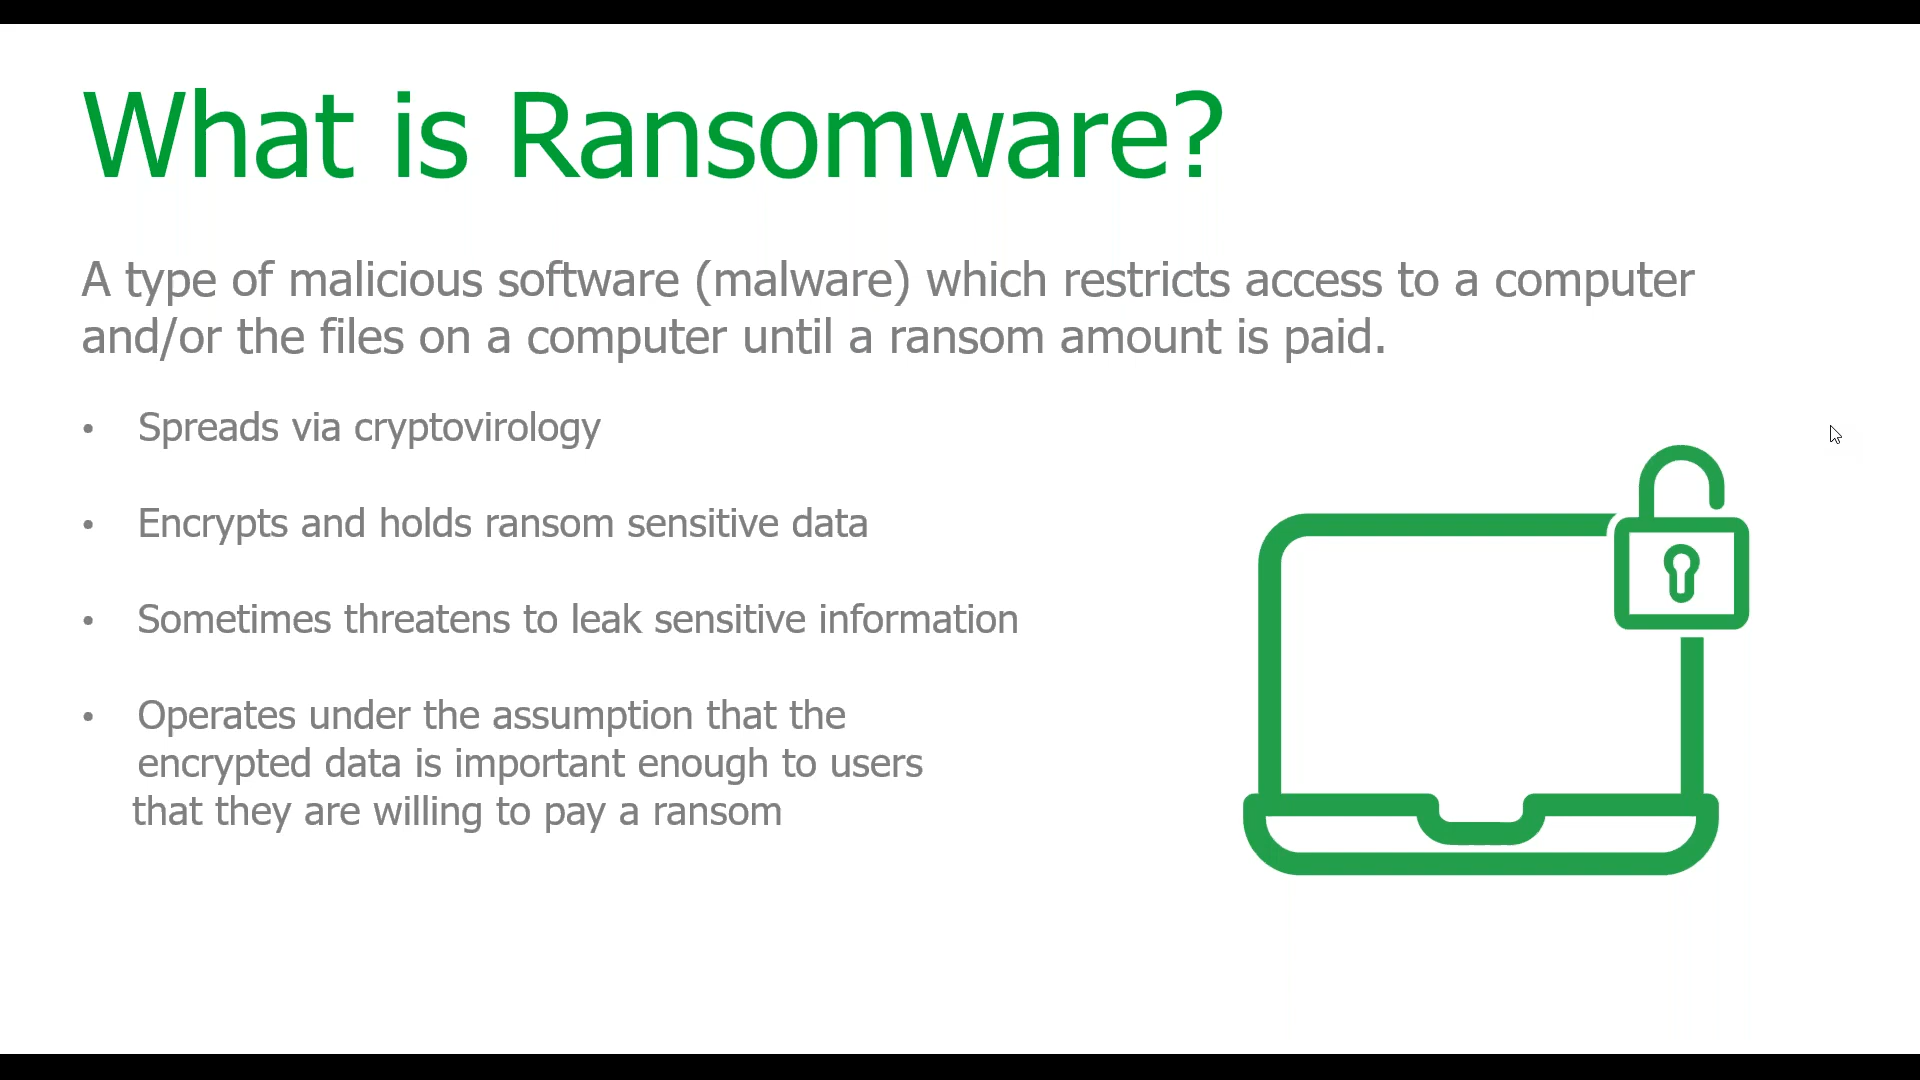 What is Ransomware?
A type of malicious software (malware) which restricts access to a computer
and/or the files on a computer until a ransom amount is paid.
• Spreads via cryptovirology
• Encrypts and holds ransom sensitive data
• Sometimes threatens to leak sensitive information
• Operates under the assumption that the
encrypted data is important enough to users
that they are willing to pay a ransom